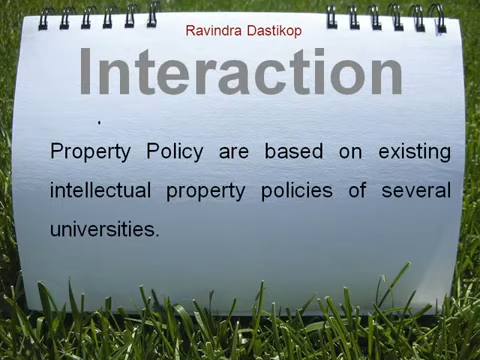 Ravindra Dastikop
Interaction
.
Property Policy are based on existing
intellectual property policies of several
universities.